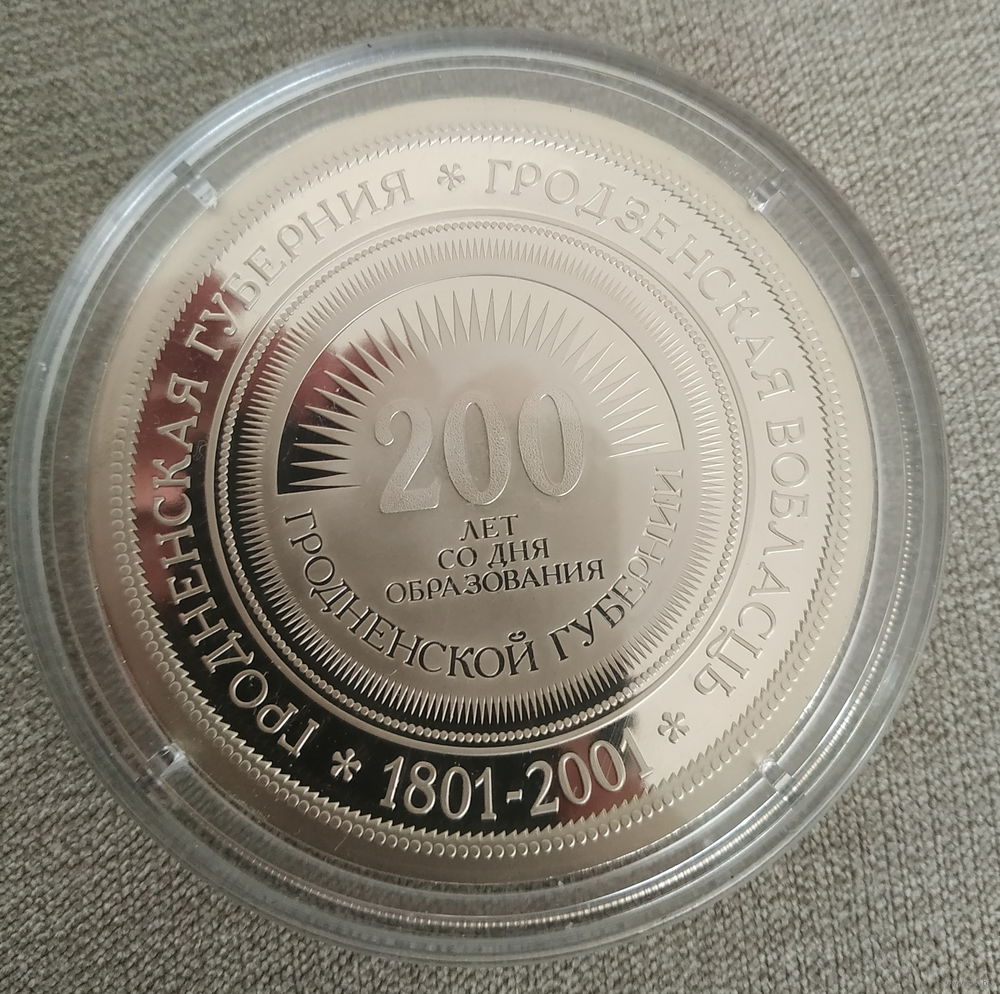 ГРОДНЕНСКАЯ ГУБЕРНИЯ * ГРОДЗЕНСКАЯ ВОБЛАСЦЬ *
1801-2001 *
200
ЛЕТ
СО ДНЯ
ОБРАЗОВАНИЯ
ГРОДНЕНСКОЙ ГУБЕРНИИ